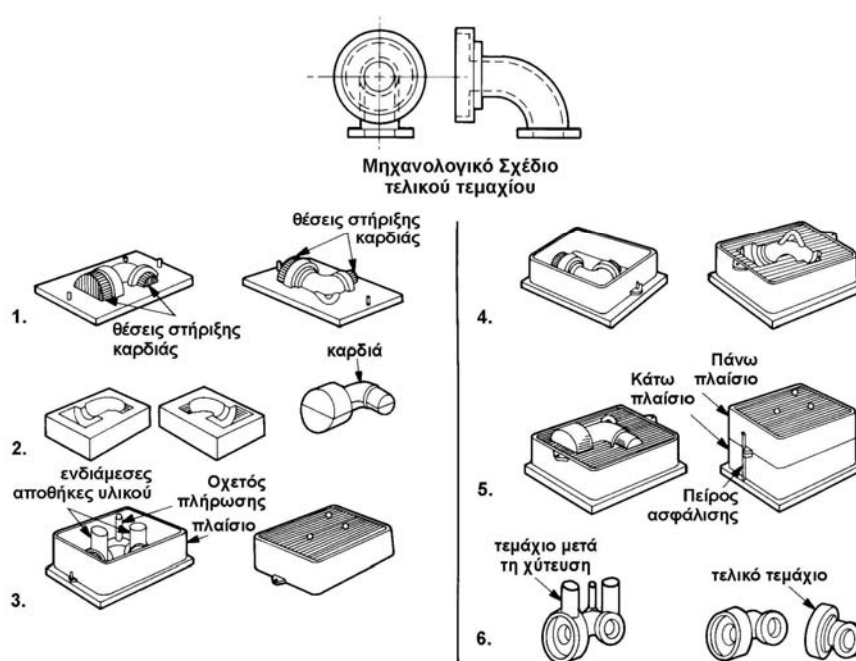 Μηχανολογικό Σχέδιο
τελικού τεμαχίου
θέσεις στήριξης
καρδιάς
1.
θέσεις στήριξης
καρδιάς
καρδιά
2.
ενδιάμεσες
αποθήκες υλικού
Οχετός
πλήρωσης
πλαίσιο
3.
4.
Πάνω
πλαίσιο
Κάτω
πλαίσιο
5.
Πείρος
ασφάλισης
τεμάχιο μετά
τη χύτευση
τελικό τεμάχιο
6.